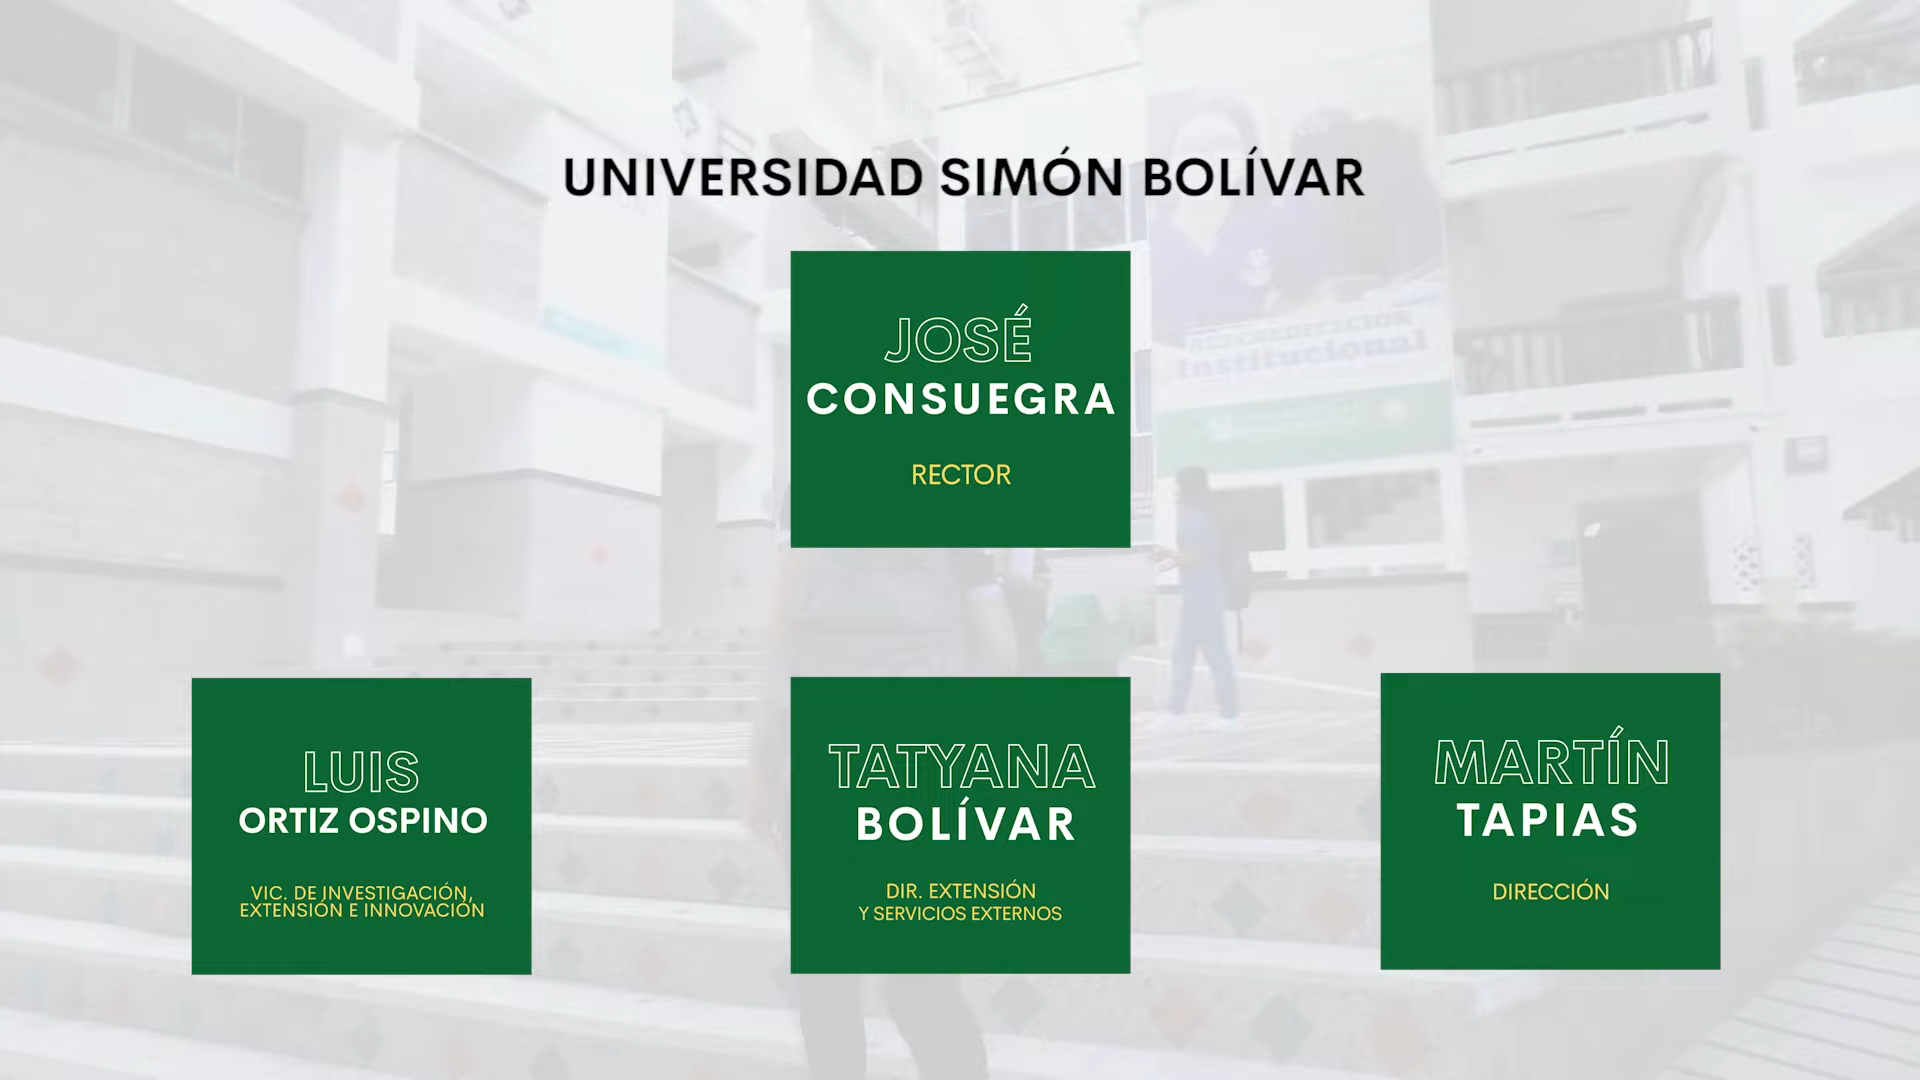 UNIVERSIDAD SIMÓN BOLÍVAR
JOSÉ
CONSUEGRA
RECTOR
LUIS
ORTIZ OSPINO
VIC. DE INVESTIGACIÓN,
EXTENSIÓN E INNOVACIÓN
TATYANA
BOLÍVAR
DIR. EXTENSIÓN
Y SERVICIOS EXTERNOS
MARTÍN
TAPIAS
DIRECCIÓN
Institucional